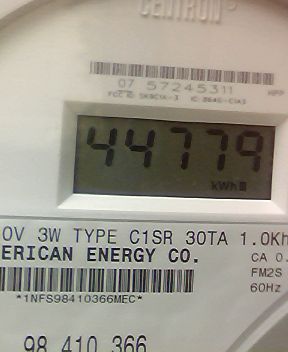 CENTRON
07 57245311
44779
kWh
0V 3W TYPE C1SR 30TA 1.0Kh
ERICAN ENERGY CO.
CA 0.
FM2S
*1NFS98410366MEC*
60Hz
98 410 366